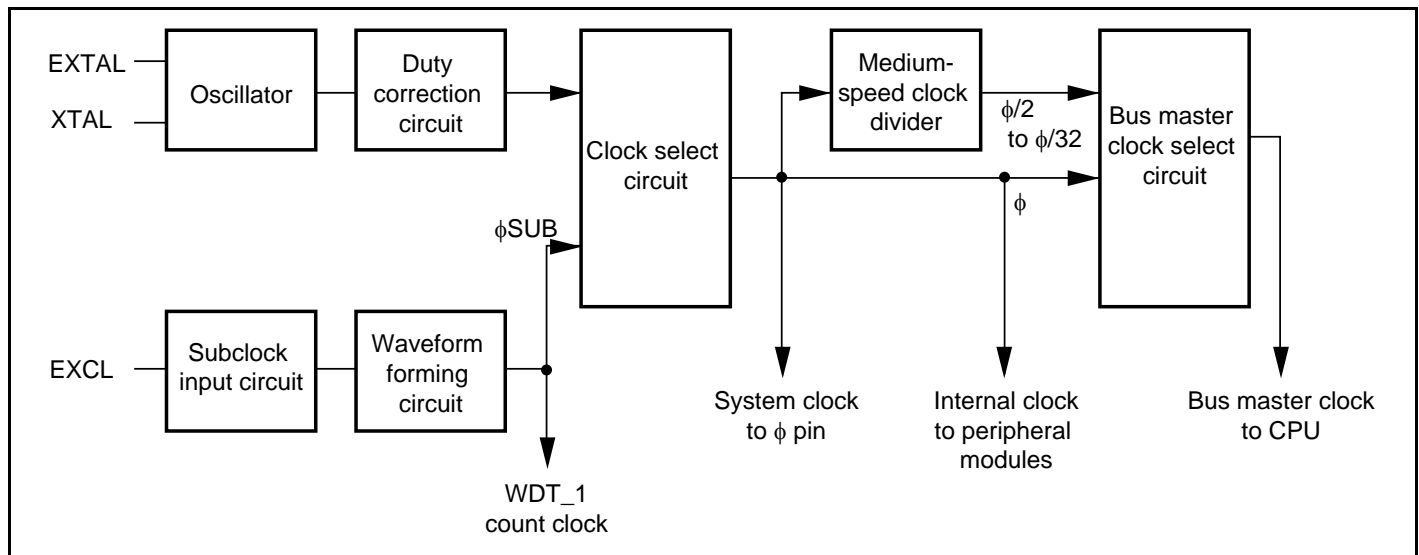 EXTAL
XTAL
Oscillator
Duty
correction
circuit
Clock select
circuit
Medium-
speed clock
divider
ϕ/2
to ϕ/32
Bus master
clock select
circuit
ϕ
ϕSUB
EXCL
Subclock
input circuit
Waveform
forming
circuit
WDT_1
count clock
System clock
to ϕ pin
Internal clock
to peripheral
modules
Bus master clock
to CPU